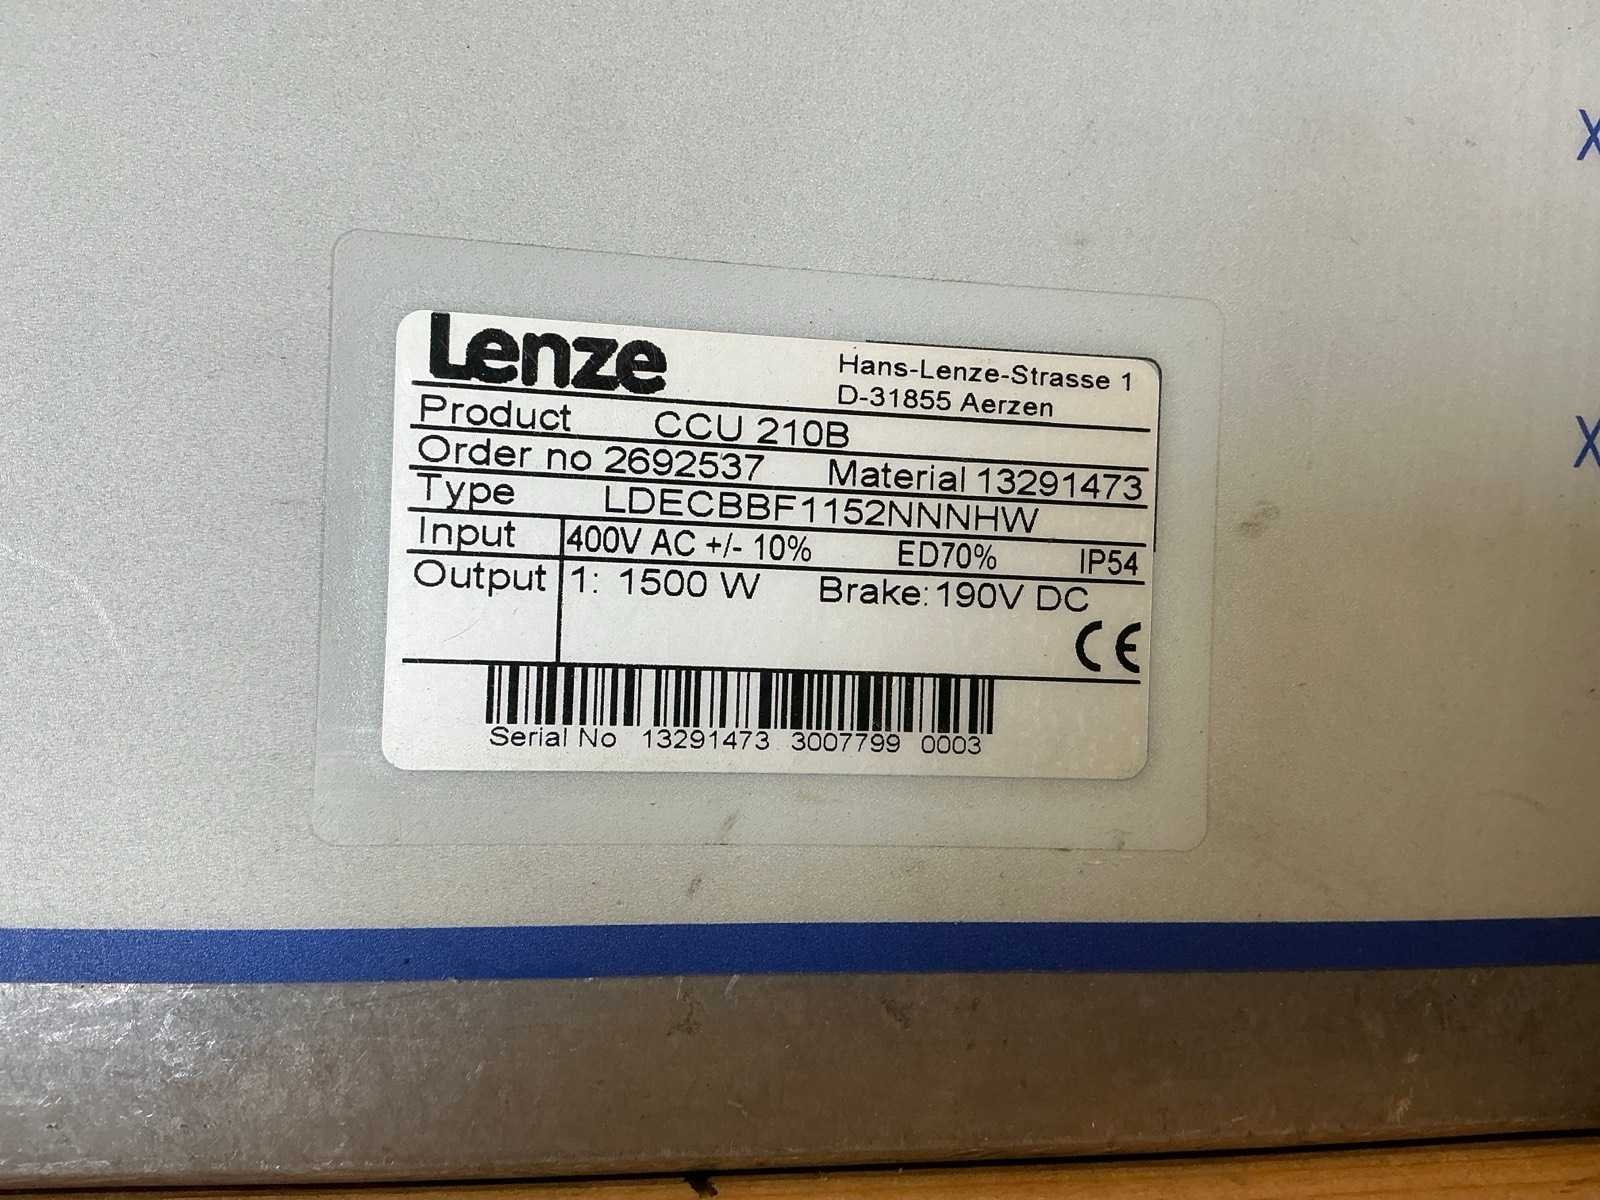 Lenze
Hans-Lenze-Strasse 1
D-31855 Aerzen
Product CCU 210B
Order no 2692537 Material 13291473
Type LDECBBF1152NNNHW
Input 400V AC +/- 10% ED70% IP54
Output 1: 1500 W Brake: 190V DC
CE
Serial No 13291473 3007799 0003
X
X